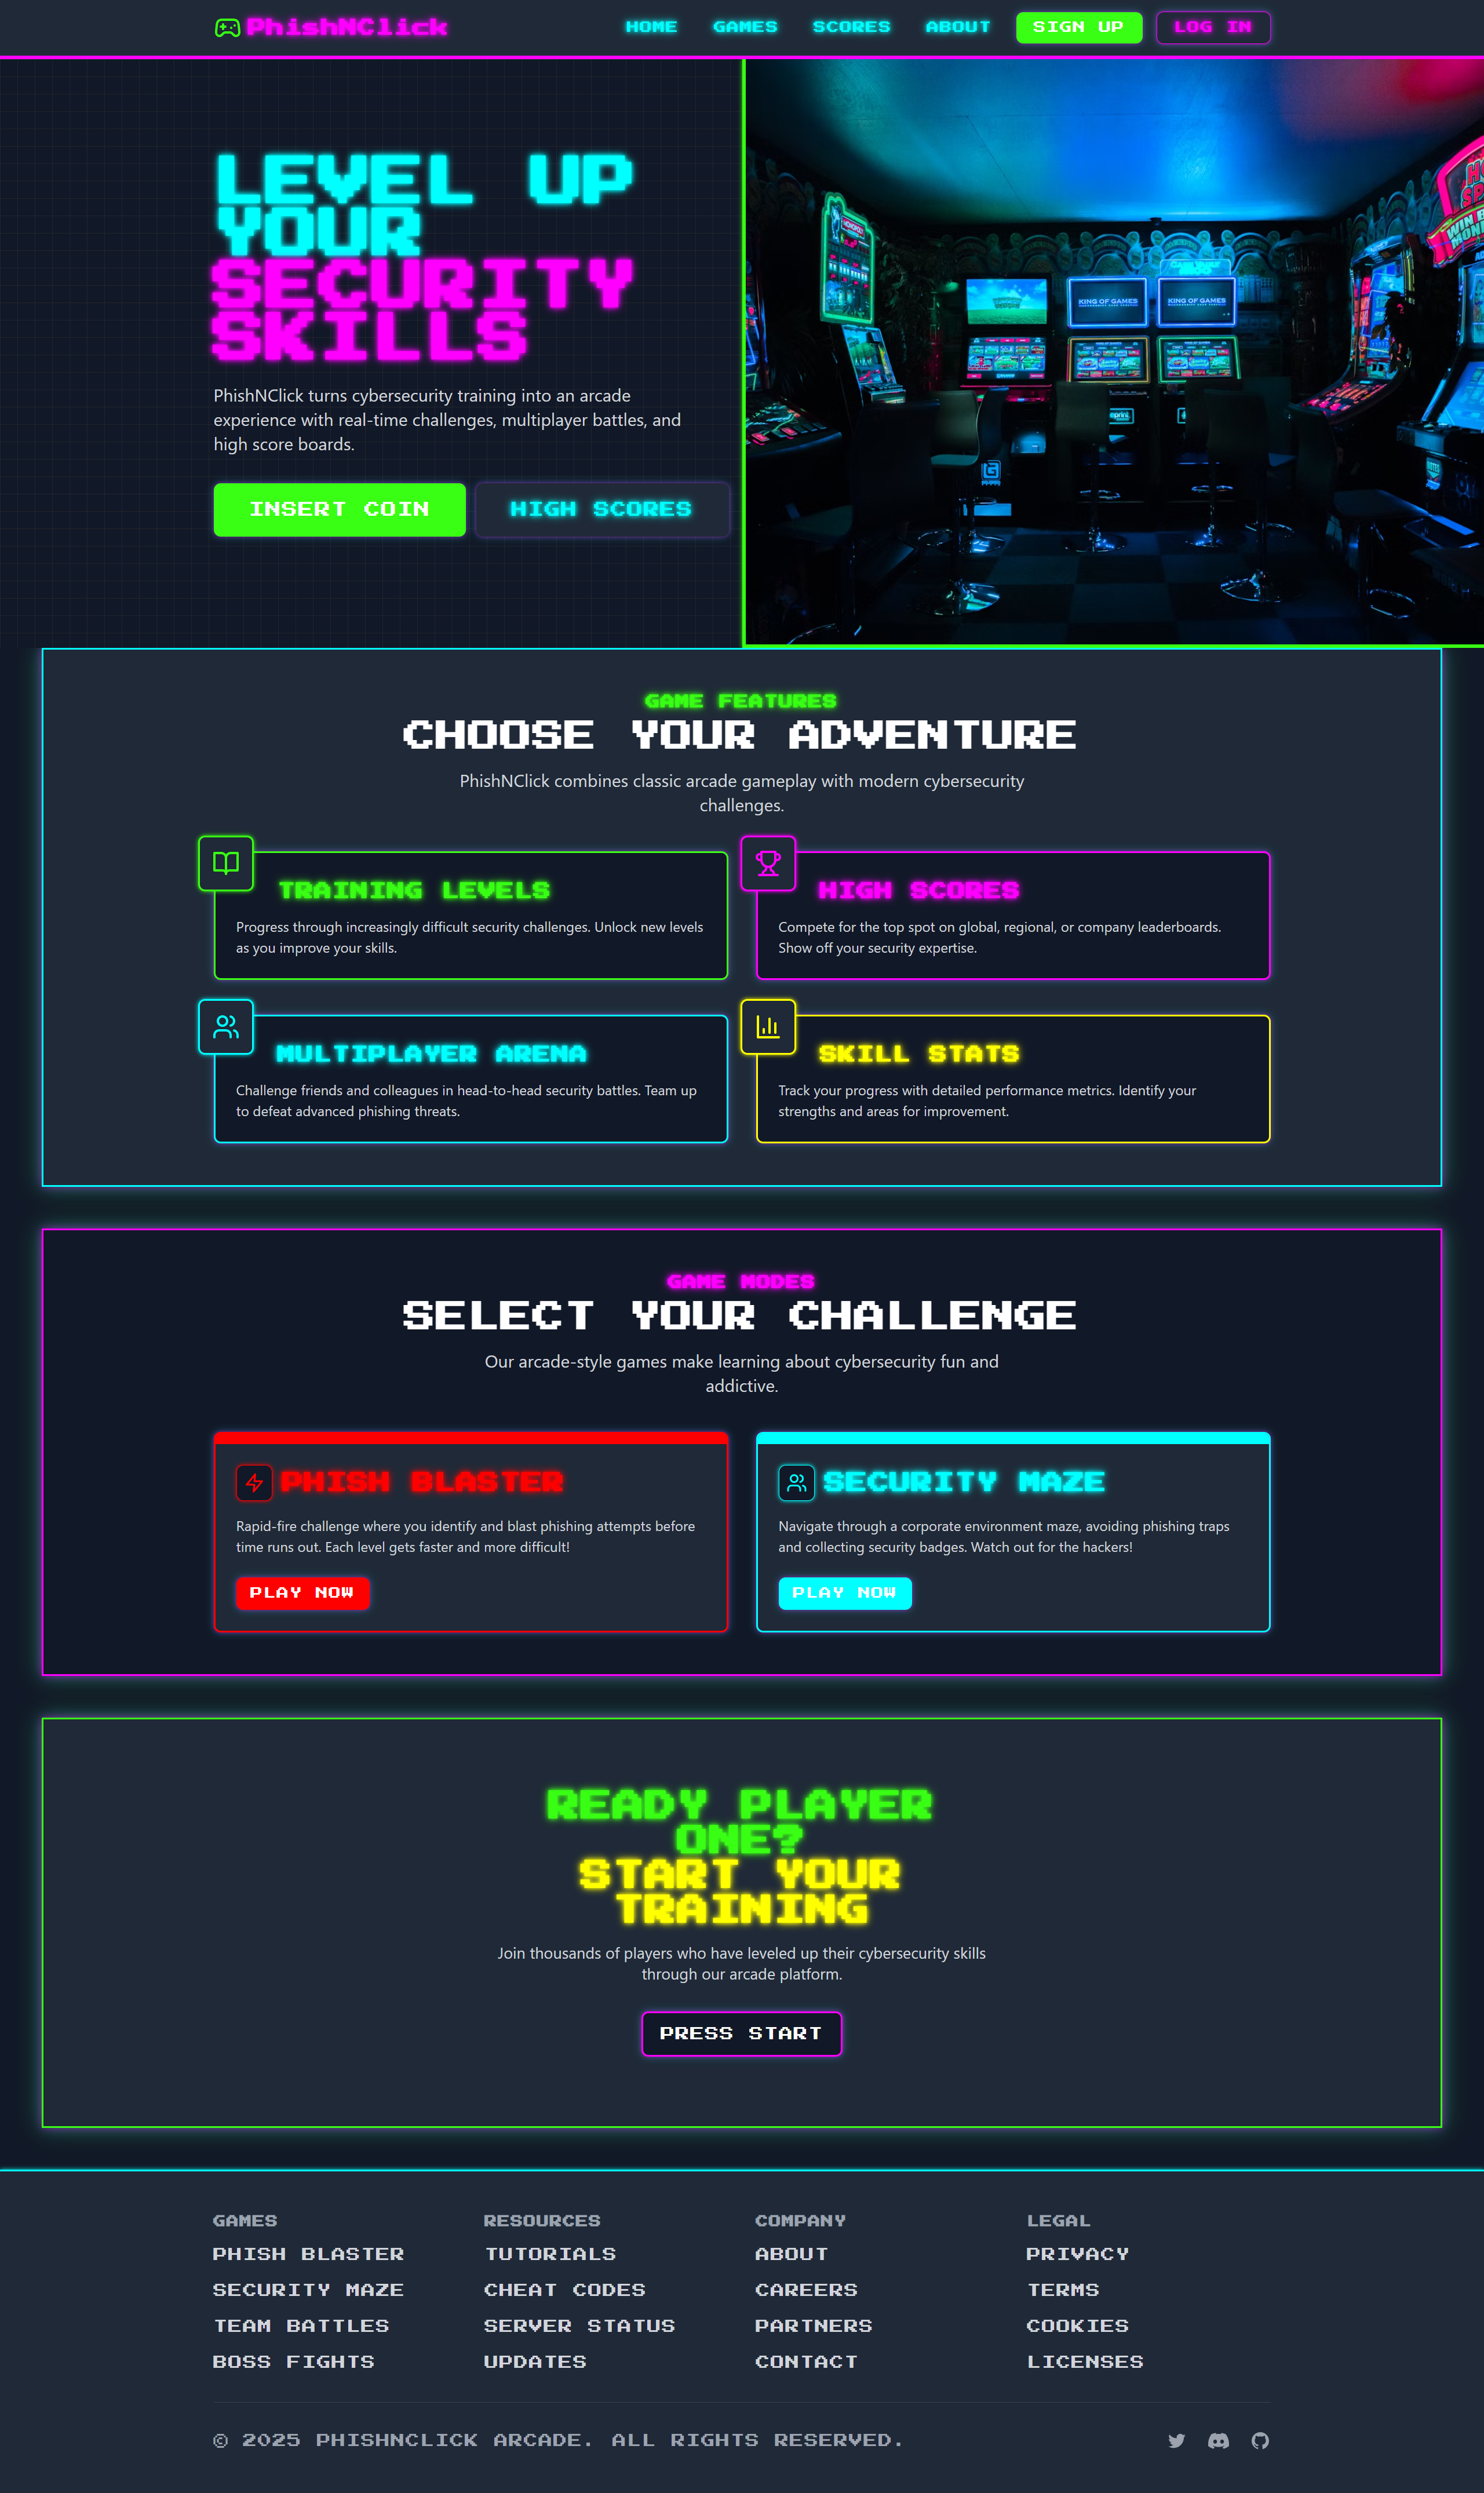 PhishNClick
HOME GAMES SCORES ABOUT SIGN UP LOG IN
LEVEL UP
YOUR
SECURITY
SKILLS
PhishNClick turns cybersecurity training into an arcade
experience with real-time challenges, multiplayer battles, and
high score boards.
INSERT COIN HIGH SCORES
KING OF GAMES
KING OF GAMES
GAME FEATURES
CHOOSE YOUR ADVENTURE
PhishNClick combines classic arcade gameplay with modern cybersecurity
challenges.
TRAINING LEVELS
Progress through increasingly difficult security challenges. Unlock new levels
as you improve your skills.
HIGH SCORES
Compete for the top spot on global, regional, or company leaderboards.
Show off your security expertise.
MULTIPLAYER ARENA
Challenge friends and colleagues in head-to-head security battles. Team up
to defeat advanced phishing threats.
SKILL STATS
Track your progress with detailed performance metrics. Identify your
strengths and areas for improvement.
GAME MODES
SELECT YOUR CHALLENGE
Our arcade-style games make learning about cybersecurity fun and
addictive.
PHISH BLASTER
Rapid-fire challenge where you identify and blast phishing attempts before
time runs out. Each level gets faster and more difficult!
PLAY NOW
SECURITY MAZE
Navigate through a corporate environment maze, avoiding phishing traps
and collecting security badges. Watch out for the hackers!
PLAY NOW
READY PLAYER
ONE?
START YOUR
TRAINING
Join thousands of players who have leveled up their cybersecurity skills
through our arcade platform.
PRESS START
GAMES
PHISH BLASTER
SECURITY MAZE
TEAM BATTLES
BOSS FIGHTS
RESOURCES
TUTORIALS
CHEAT CODES
SERVER STATUS
UPDATES
COMPANY
ABOUT
CAREERS
PARTNERS
CONTACT
LEGAL
PRIVACY
TERMS
COOKIES
LICENSES
© 2025 PHISHNCLICK ARCADE. ALL RIGHTS RESERVED.